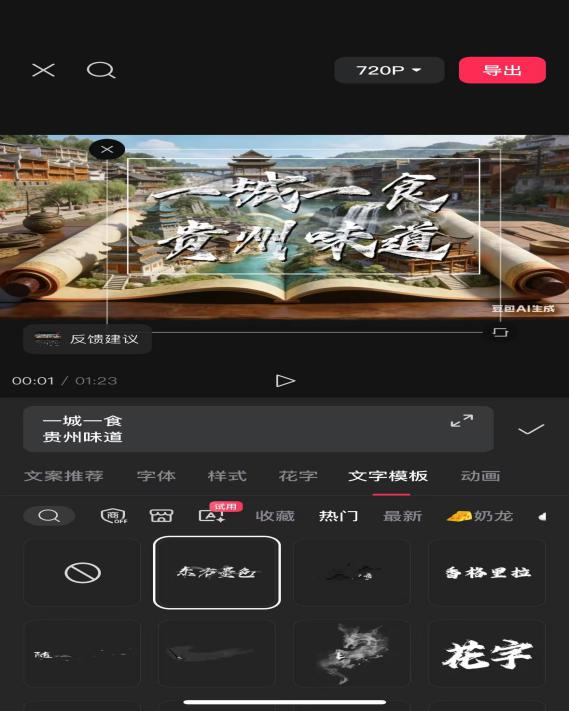 720P
导出
一城一食
贵州味道
豆包AI生成
反馈建议
00:01 / 01:23
一城一食
贵州味道
文案推荐 字体 样式 花字 文字模板 动画
商 OFF
A
试用
收藏 热门 最新 奶龙
香格里拉
随
花字